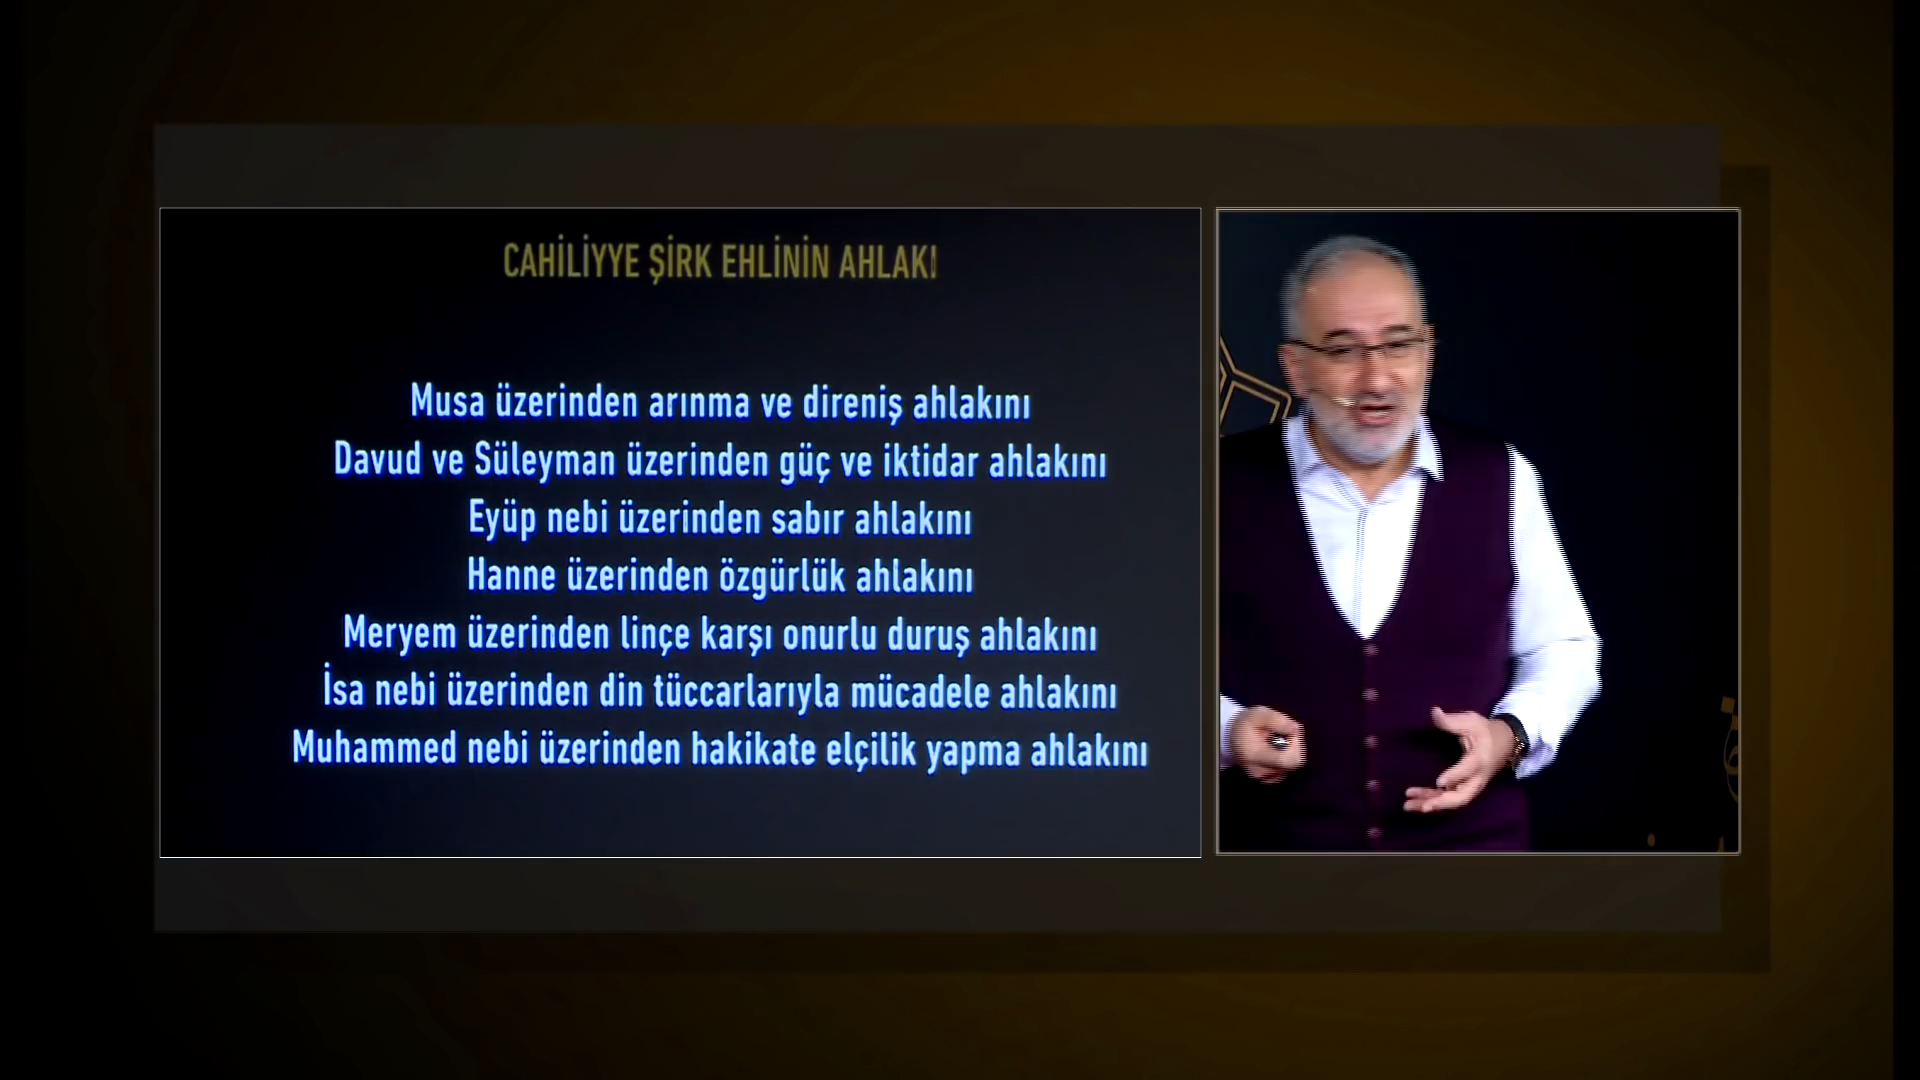 CAHİLİYYE ŞİRK EHLİNİN AHLAKI
Musa üzerinden arınma ve direniş ahlakını
Davud ve Süleyman üzerinden güç ve iktidar ahlakını
Eyüp nebi üzerinden sabır ahlakını
Hanne üzerinden özgürlük ahlakını
Meryem üzerinden linçe karşı onurlu duruş ahlakını
İsa nebi üzerinden din tüccarlarıyla mücadele ahlakını
Muhammed nebi üzerinden hakikate elçilik yapma ahlakını